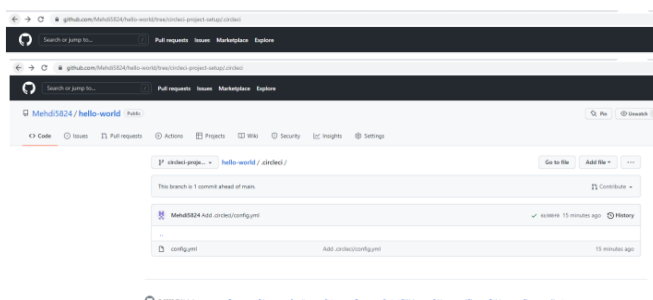 github.com/Mehdi5824/hello-world/tree/circleci-project-setup/.circleci
Search or jump to... / Pull requests Issues Marketplace Explore
github.com/Mehdi5824/hello-world/tree/circleci-project-setup/.circleci
Search or jump to... / Pull requests Issues Marketplace Explore
Mehdi5824 / hello-world Public Pin Unwatch
Code Issues Pull requests Actions Projects Wiki Security Insights Settings
circleci-proje... hello-world / .circleci / Go to file Add file ...
This branch is 1 commit ahead of main. Contribute
Mehdi5824 Add .circleci/config.yml 15 minutes ago History
..
config.yml Add .circleci/config.yml 15 minutes ago